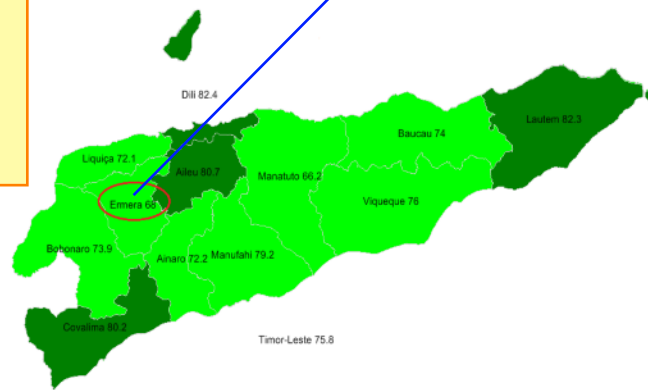 Dili 82.4
Lautem 82.3
Baucau 74
Liquiça 72.1
Aileu 80.7
Manatuto 66.2
Viqueque 76
Ermera 68
Bobonaro 73.9
Ainaro 72.2
Manufahi 79.2
Covalima 80.2
Timor-Leste 75.8